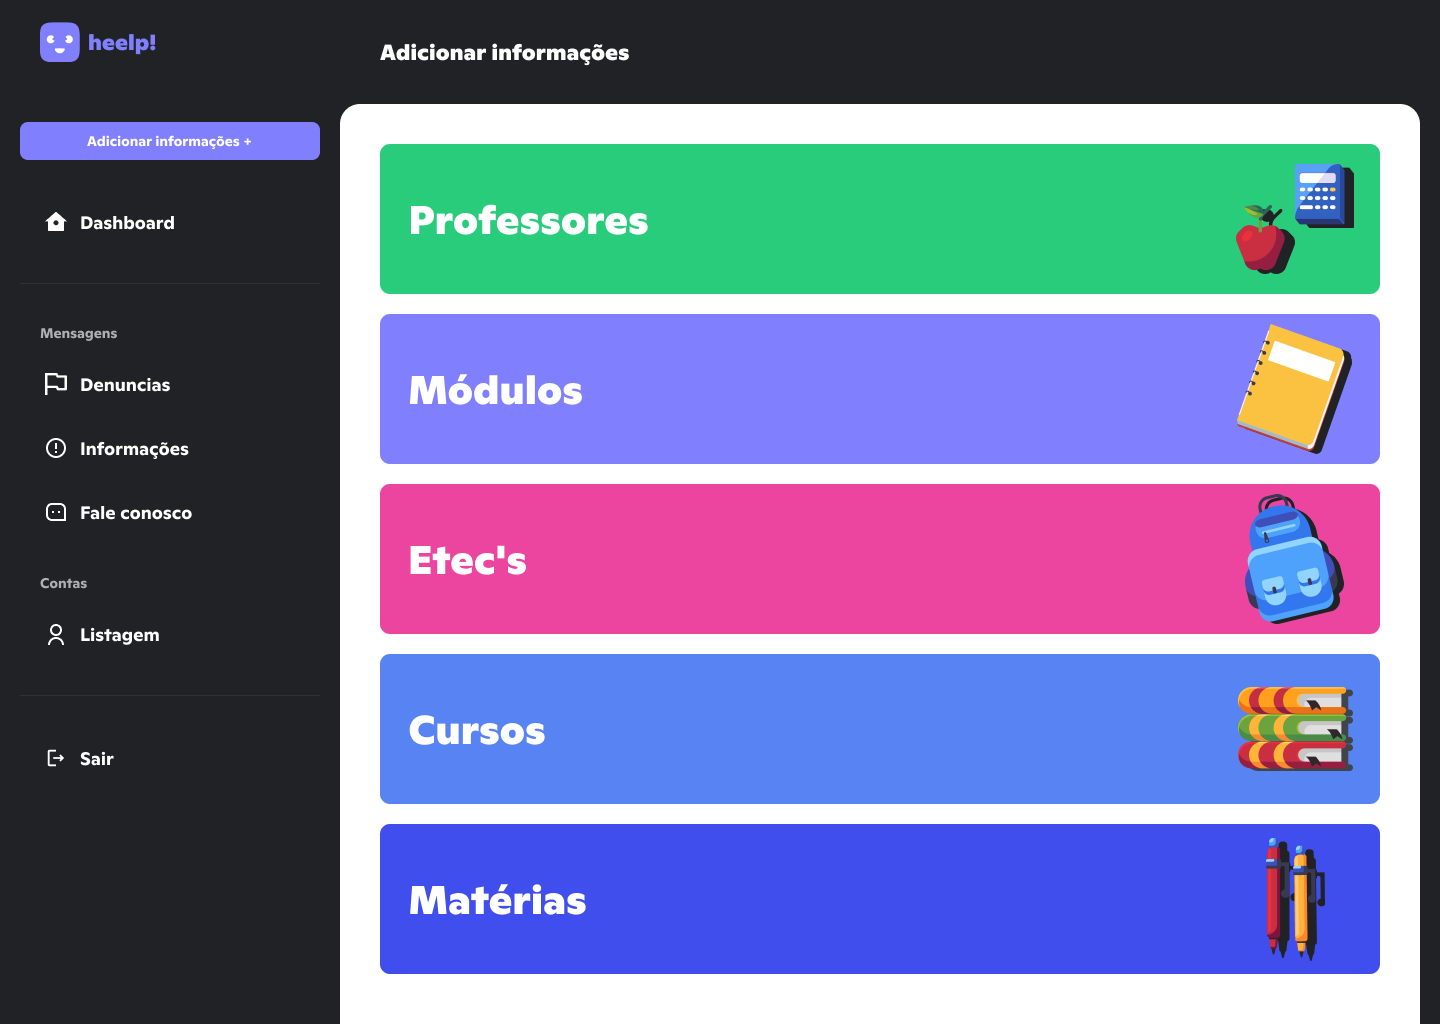 heelp!
Adicionar informações +
Dashboard
Mensagens
Denuncias
Informações
Fale conosco
Contas
Listagem
Sair
Adicionar informações
Professores
Módulos
Etec's
Cursos
Matérias